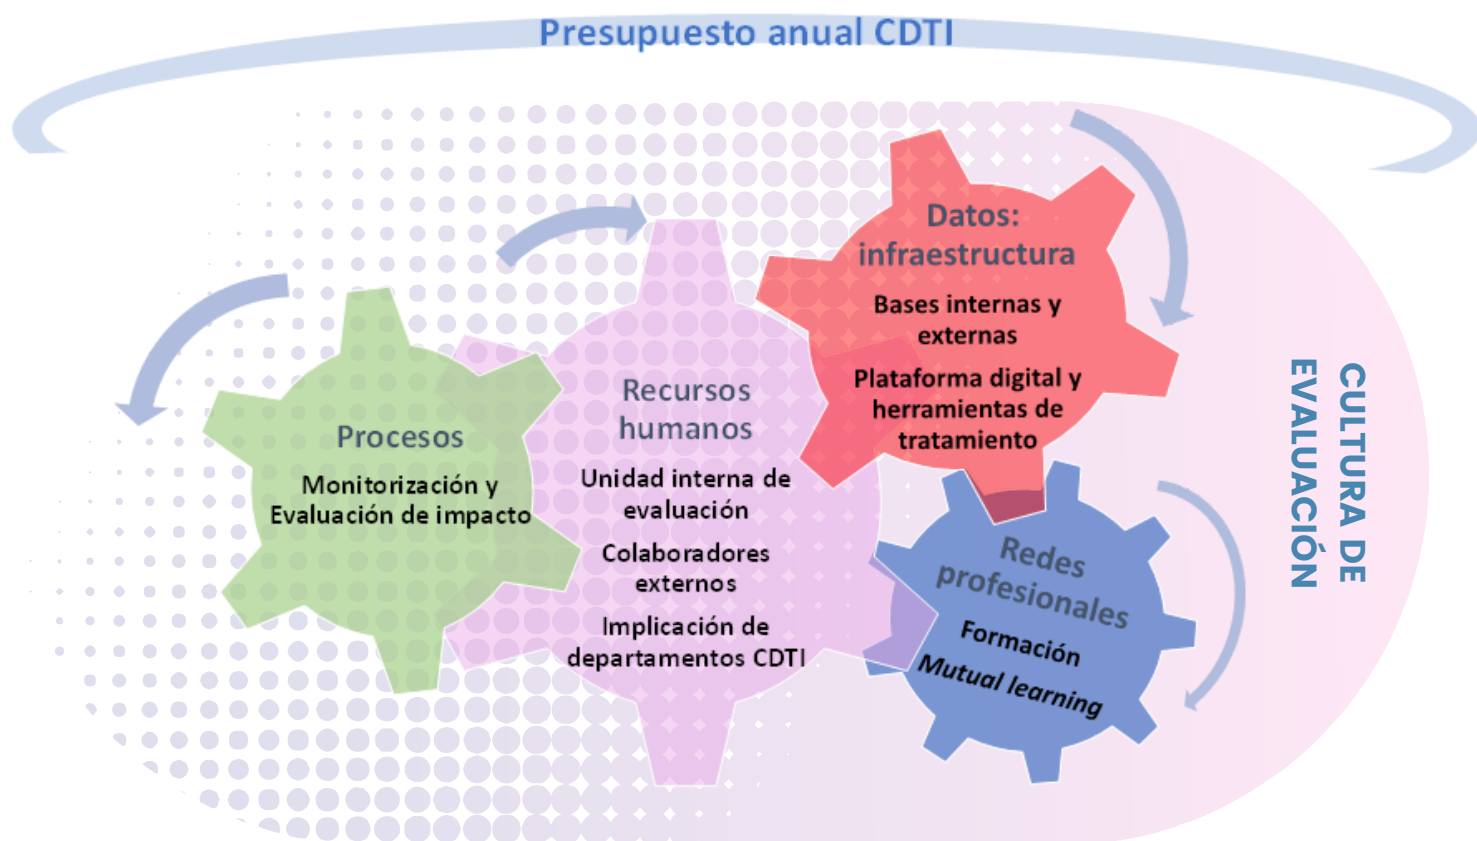 Presupuesto anual CDTI
Procesos
Monitorización y
Evaluación de impacto
Recursos
humanos
Unidad interna de
evaluación
Colaboradores
externos
Implicación de
departamentos CDTI
Datos:
infraestructura
Bases internas y
externas
Plataforma digital y
herramientas de
tratamiento
Redes
profesionales
Formación
Mutual learning
CULTURA DE
EVALUACIÓN